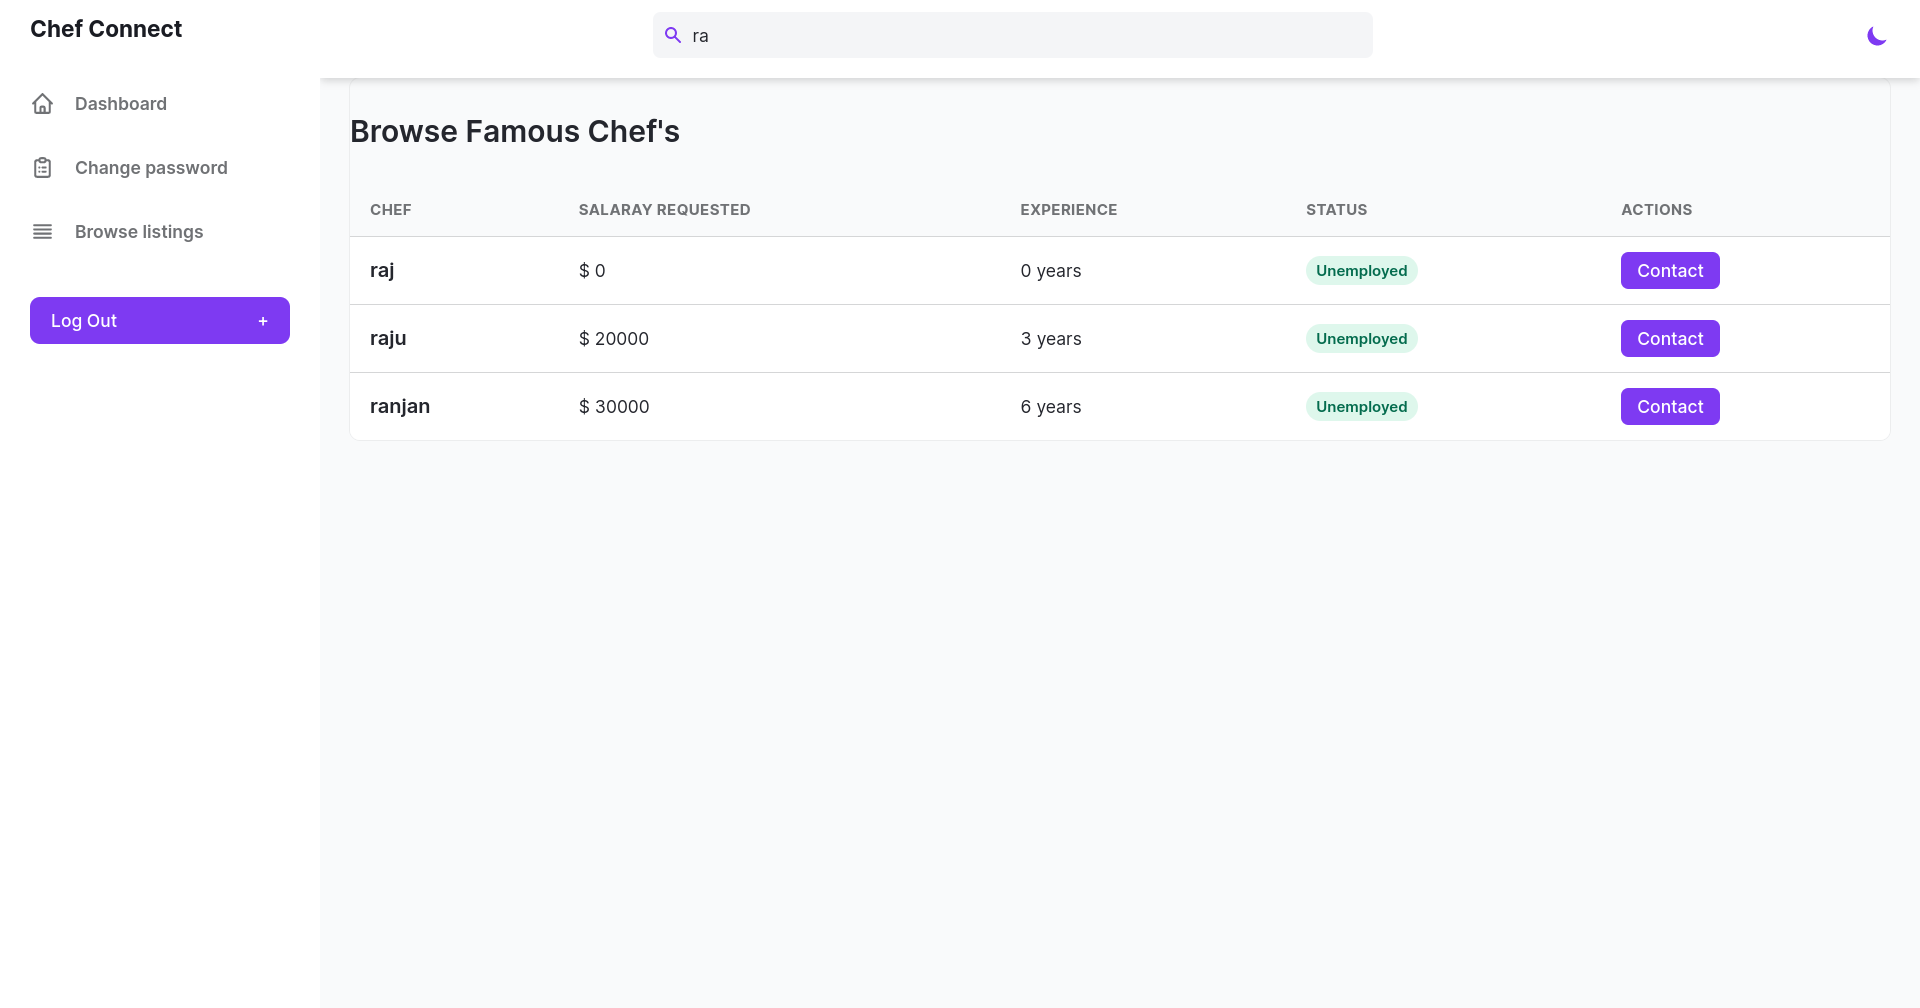 Chef Connect
ra
Dashboard
Change password
Browse listings
Log Out +
Browse Famous Chef's
CHEF SALARAY REQUESTED EXPERIENCE STATUS ACTIONS
raj $ 0 0 years Unemployed Contact
raju $ 20000 3 years Unemployed Contact
ranjan $ 30000 6 years Unemployed Contact